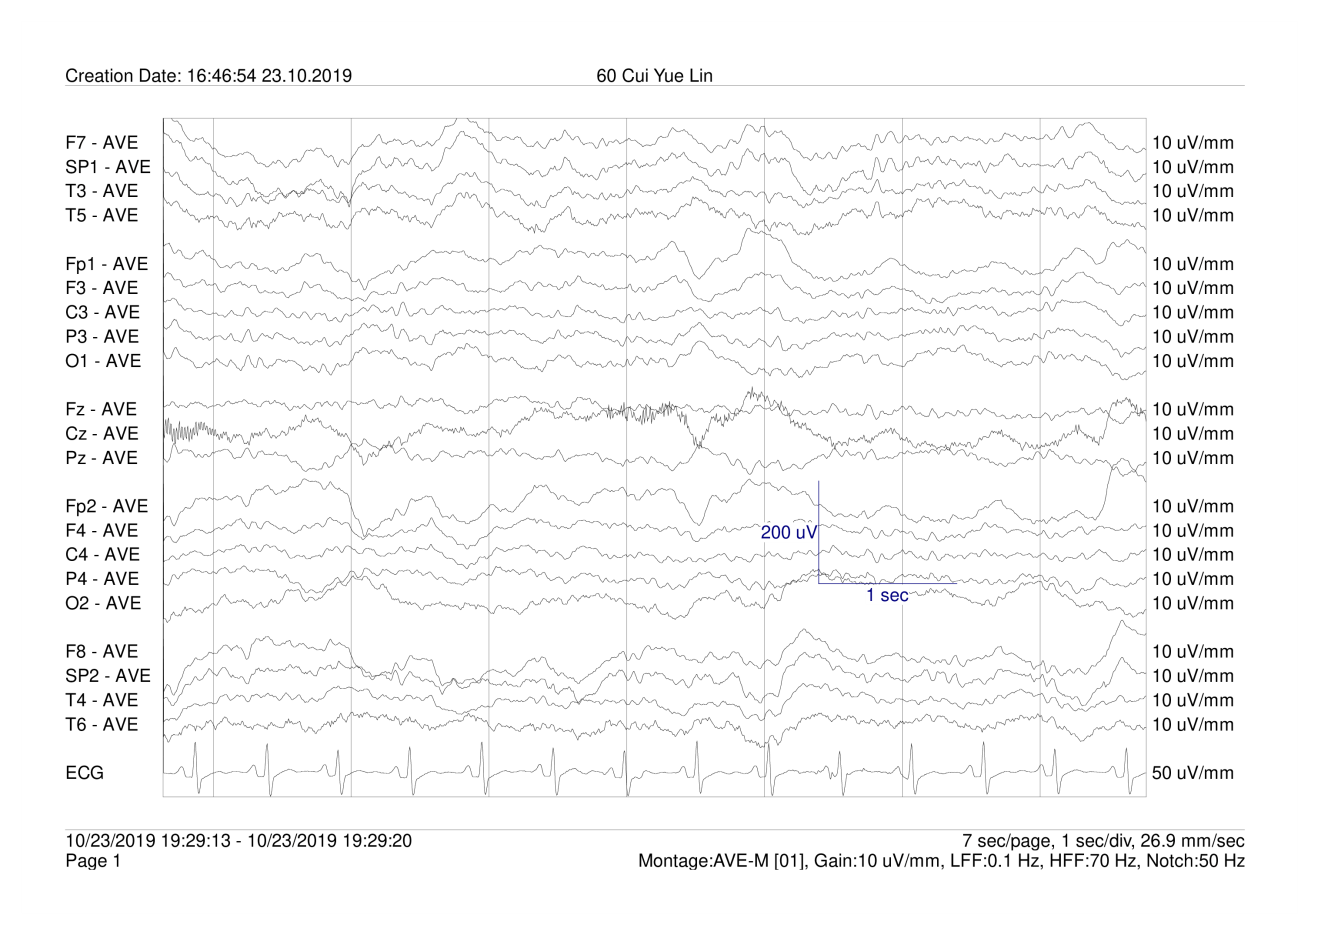 Creation Date: 16:46:54 23.10.2019 60 Cui Yue Lin
F7 - AVE 10 uV/mm
SP1 - AVE 10 uV/mm
T3 - AVE 10 uV/mm
T5 - AVE 10 uV/mm
Fp1 - AVE 10 uV/mm
F3 - AVE 10 uV/mm
C3 - AVE 10 uV/mm
P3 - AVE 10 uV/mm
O1 - AVE 10 uV/mm
Fz - AVE 10 uV/mm
Cz - AVE 10 uV/mm
Pz - AVE 10 uV/mm
Fp2 - AVE 10 uV/mm
F4 - AVE 200 uV 10 uV/mm
C4 - AVE 10 uV/mm
P4 - AVE 10 uV/mm
O2 - AVE 1 sec 10 uV/mm
F8 - AVE 10 uV/mm
SP2 - AVE 10 uV/mm
T4 - AVE 10 uV/mm
T6 - AVE 10 uV/mm
ECG 50 uV/mm
10/23/2019 19:29:13 - 10/23/2019 19:29:20 7 sec/page, 1 sec/div, 26.9 mm/sec
Page 1 Montage:AVE-M [01], Gain:10 uV/mm, LFF:0.1 Hz, HFF:70 Hz, Notch:50 Hz